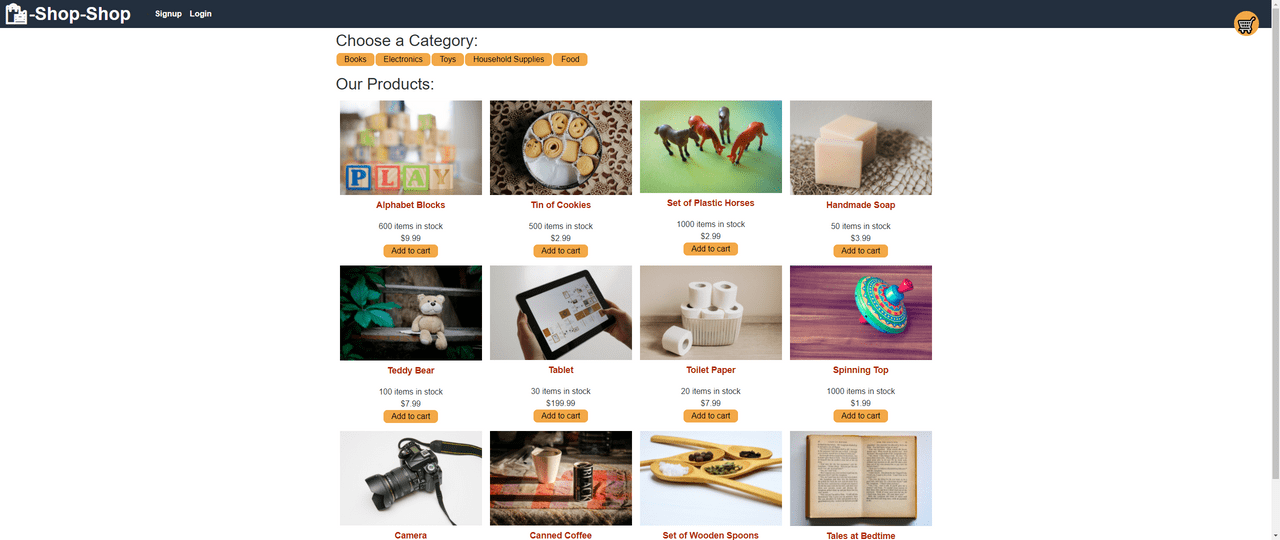 -Shop-Shop
Signup Login
Choose a Category:
Books Electronics Toys Household Supplies Food
Our Products:
PLAY
Alphabet Blocks Tin of Cookies Set of Plastic Horses Handmade Soap
600 items in stock 500 items in stock 1000 items in stock 50 items in stock
$9.99 $2.99 $2.99 $3.99
Add to cart Add to cart Add to cart Add to cart
Teddy Bear Tablet Toilet Paper Spinning Top
100 items in stock 30 items in stock 20 items in stock 1000 items in stock
$7.99 $199.99 $7.99 $1.99
Add to cart Add to cart Add to cart Add to cart
Camera Canned Coffee Set of Wooden Spoons Tales at Bedtime